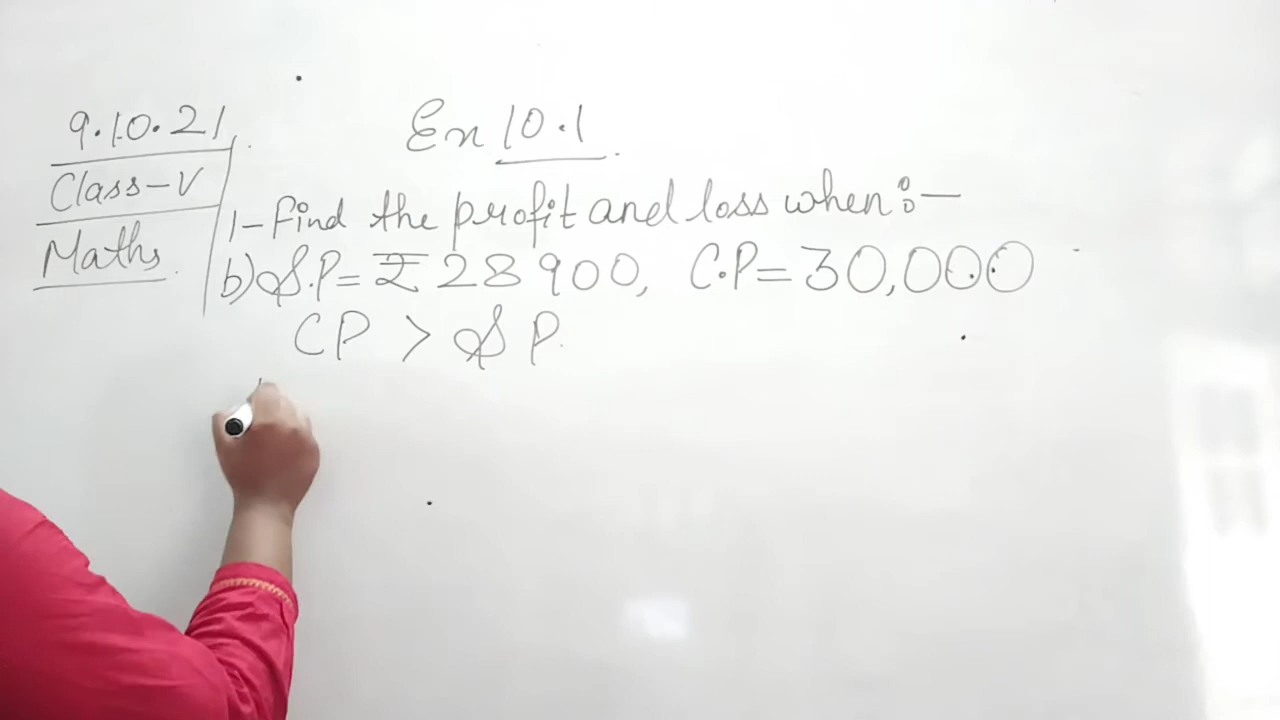 9.10.21
Class-V
Maths
Ex 10.1
1-Find the profit and loss when:-
b) S.P= ₹ 28900, C.P= 30,000
CP > SP